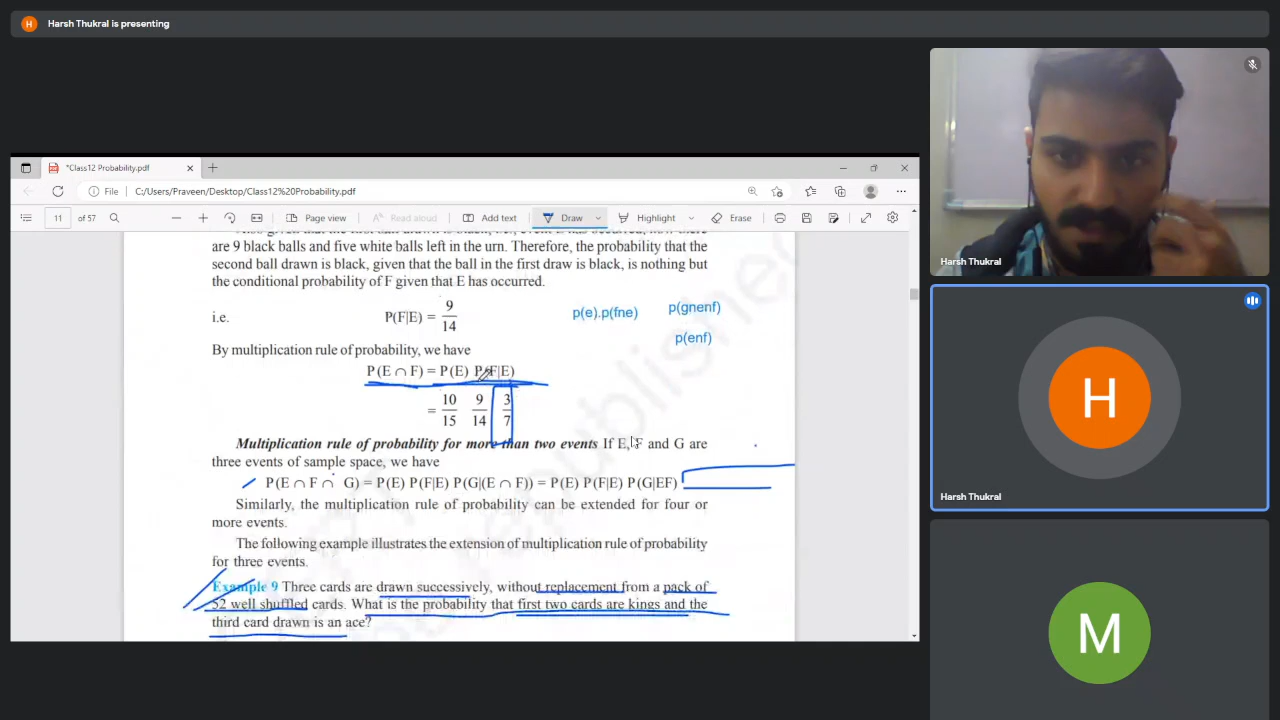 H Harsh Thukral is presenting
*Class12 Probability.pdf
File C:/Users/Praveen/Desktop/Class12%20Probability.pdf
11 of 57 Page view Read aloud Add text Draw Highlight Erase
are 9 black balls and five white balls left in the urn. Therefore, the probability that the
second ball drawn is black, given that the ball in the first draw is black, is nothing but
the conditional probability of F given that E has occurred.
i.e. P(F|E) = 9/14
p(e).p(fne) p(gnenf)
p(enf)
By multiplication rule of probability, we have
P(E ∩ F) = P(E) P(F|E)
= 10/15 9/14 3/7
Multiplication rule of probability for more than two events If E, F and G are
three events of sample space, we have
P(E ∩ F ∩ G) = P(E) P(F|E) P(G|(E ∩ F)) = P(E) P(F|E) P(G|EF)
Similarly, the multiplication rule of probability can be extended for four or
more events.
The following example illustrates the extension of multiplication rule of probability
for three events.
Example 9 Three cards are drawn successively, without replacement from a pack of
52 well shuffled cards. What is the probability that first two cards are kings and the
third card drawn is an ace?
Harsh Thukral
H
Harsh Thukral
M